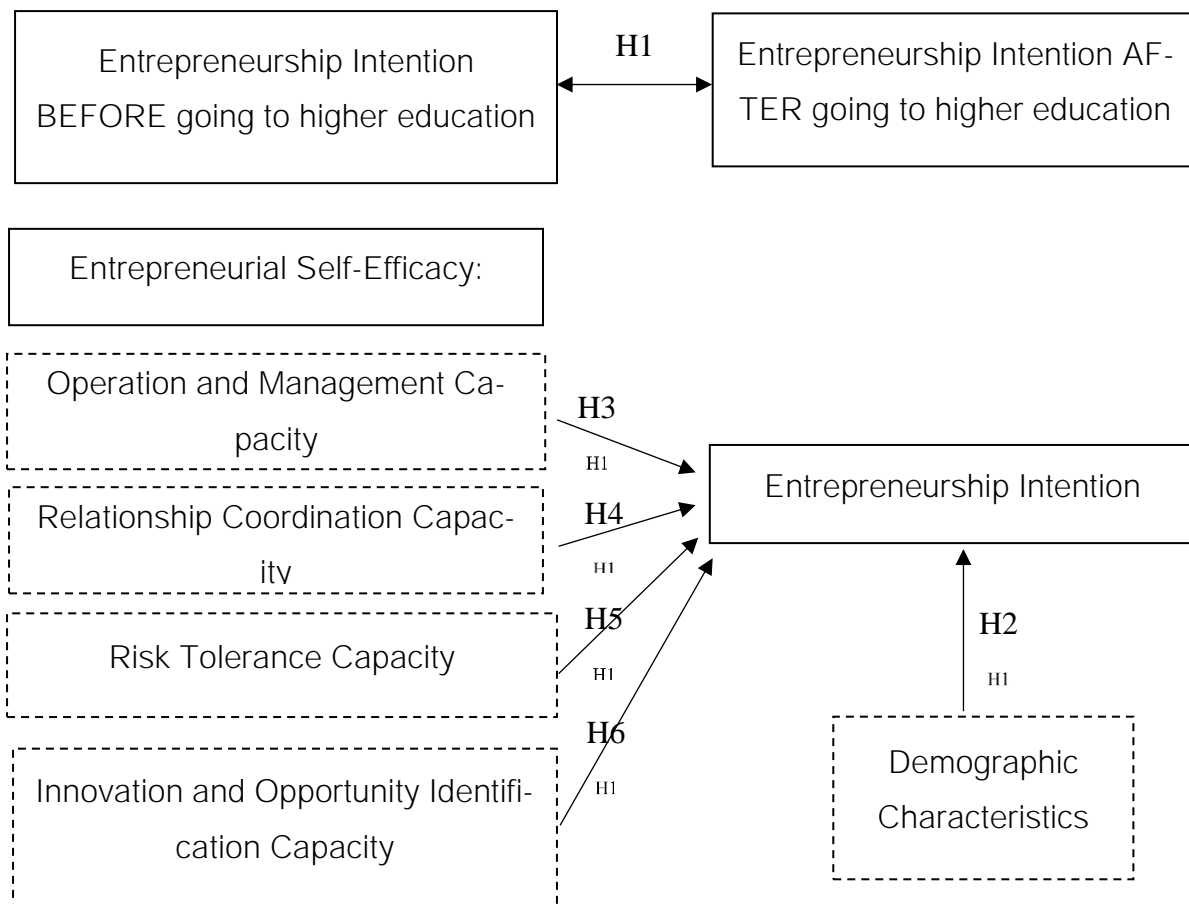 Entrepreneurship Intention
BEFORE going to higher education
H1
Entrepreneurship Intention AF-
TER going to higher education
Entrepreneurial Self-Efficacy:
Operation and Management Ca-
pacity
H3
H1
Relationship Coordination Capac-
ity
H4
H1
Entrepreneurship Intention
Risk Tolerance Capacity
H5
H1
H2
H1
Innovation and Opportunity Identifi-
cation Capacity
H6
H1
Demographic
Characteristics